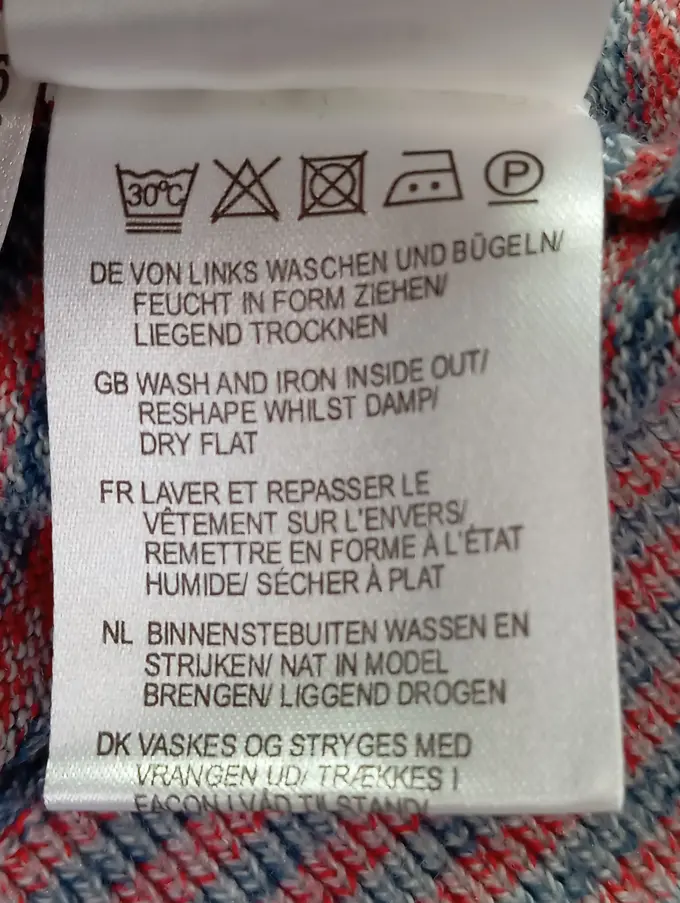 30°C P
DE VON LINKS WASCHEN UND BÜGELN/
FEUCHT IN FORM ZIEHEN/
LIEGEND TROCKNEN
GB WASH AND IRON INSIDE OUT/
RESHAPE WHILST DAMP/
DRY FLAT
FR LAVER ET REPASSER LE
VÊTEMENT SUR L'ENVERS/
REMETTRE EN FORME À L'ÉTAT
HUMIDE/ SÉCHER À PLAT
NL BINNENSTEBUITEN WASSEN EN
STRIJKEN/ NAT IN MODEL
BRENGEN/ LIGGEND DROGEN
DK VASKES OG STRYGES MED
VRANGEN UD/ TRÆKKES I
FACON I VÅD TILSTAND/